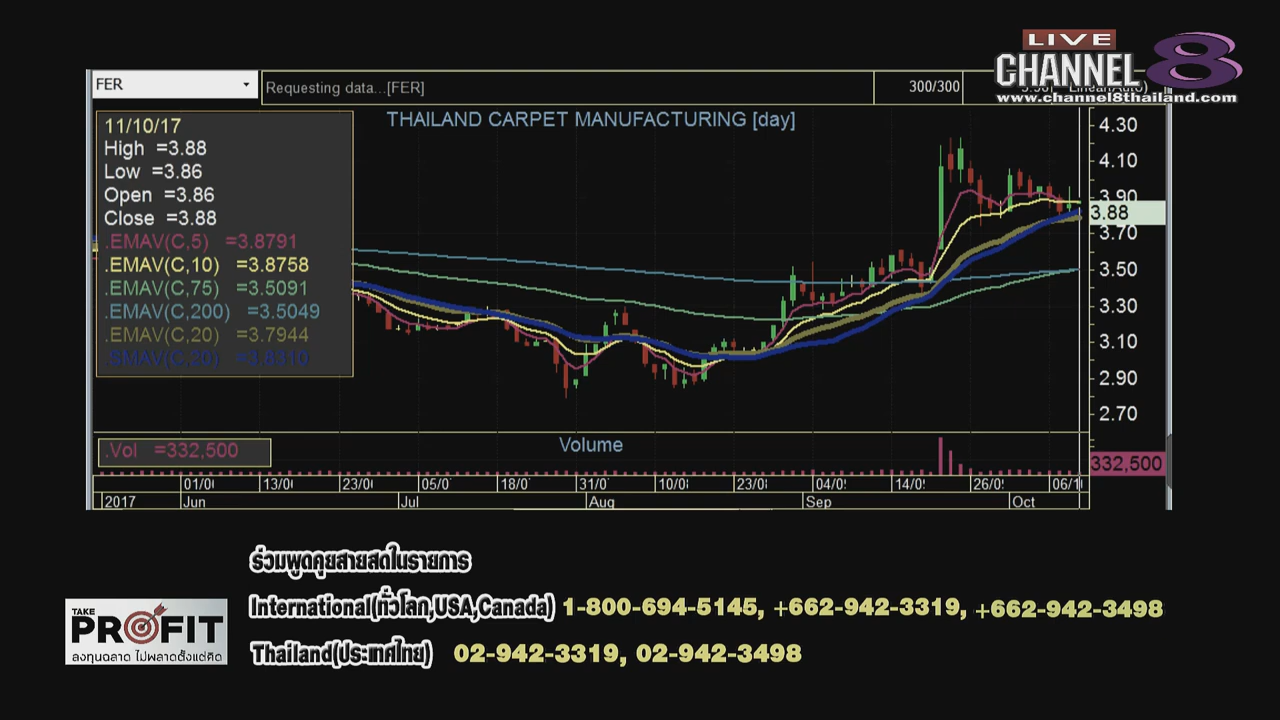 LIVE
CHANNEL 8
www.channel8thailand.com
FER
Requesting data...[FER]
300/300
THAILAND CARPET MANUFACTURING [day]
11/10/17
High =3.88
Low =3.86
Open =3.86
Close =3.88
.EMAV(C,5) =3.8791
.EMAV(C,10) =3.8758
.EMAV(C,75) =3.5091
.EMAV(C,200) =3.5049
.EMAV(C,20) =3.7944
.SMAV(C,20) =3.8310
4.30
4.10
3.90
3.88
3.70
3.50
3.30
3.10
2.90
2.70
.Vol =332,500
Volume
332,500
01/0 13/0 23/0 05/0 18/0 31/0 10/0 23/0 04/0 14/0 26/0 06/1
2017 Jun Jul Aug Sep Oct
ร่วมพูดคุยสายสดในรายการ
International(ทั่วโลก,USA,Canada) 1-800-694-5145, +662-942-3319, +662-942-3498
Thailand(ประเทศไทย) 02-942-3319, 02-942-3498
TAKE
PROFIT
ลงทุนฉลาด ไม่พลาดตั้งแต่คิด